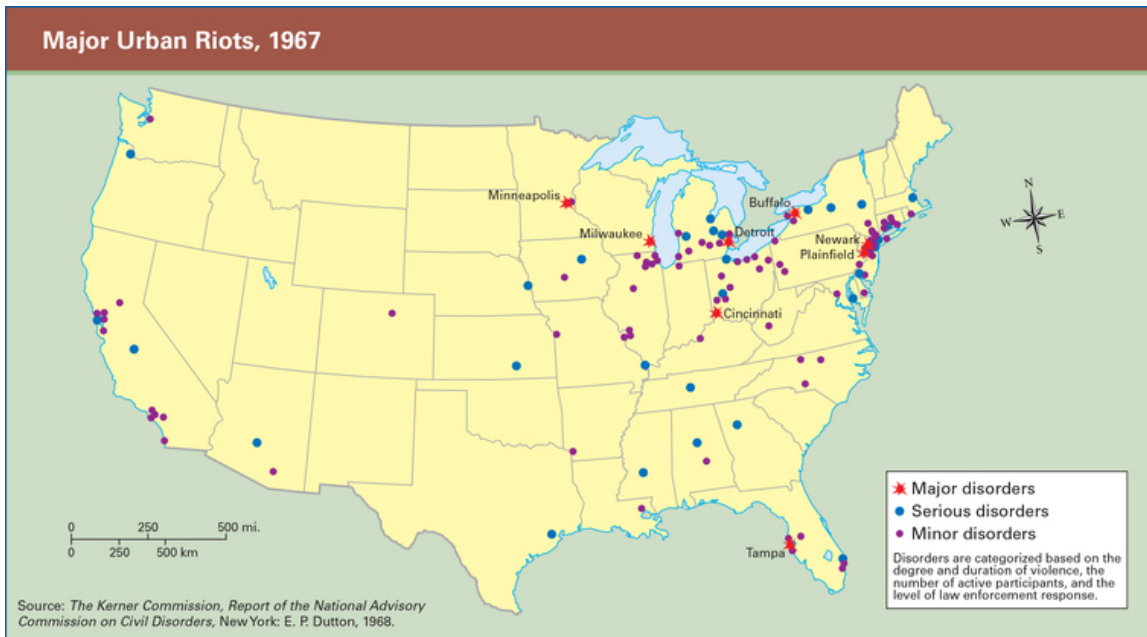 Major Urban Riots, 1967
Minneapolis
Milwaukee
Buffalo
Detroit
Newark
Plainfield
Cincinnati
Tampa
N
W E
S
0 250 500 mi.
0 250 500 km
Major disorders
Serious disorders
Minor disorders
Disorders are categorized based on the
degree and duration of violence, the
number of active participants, and the
level of law enforcement response.
Source: The Kerner Commission, Report of the National Advisory
Commission on Civil Disorders, New York: E. P. Dutton, 1968.